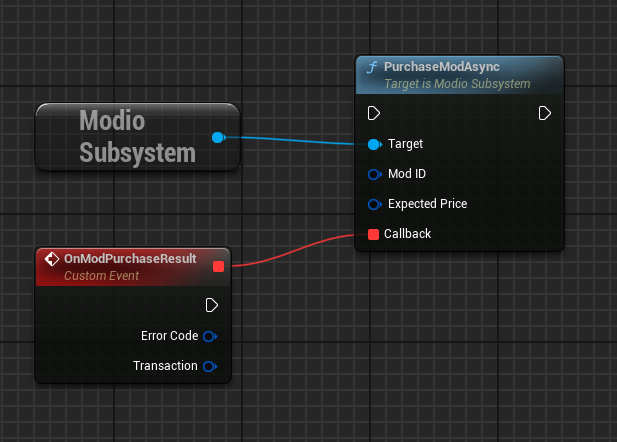 PurchaseModAsync
Target is Modio Subsystem
Modio
Subsystem
Target
Mod ID
Expected Price
Callback
OnModPurchaseResult
Custom Event
Error Code
Transaction